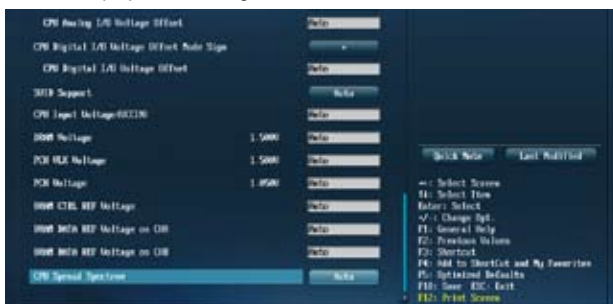 CPU Analog I/O Voltage Offset Auto
CPU Digital I/O Voltage Offset Mode Sign +
CPU Digital I/O Voltage Offset Auto
SVID Support Auto
CPU Input Voltage(VCCIN) Auto
DRAM Voltage 1.500V Auto
PCH VLX Voltage 1.500V Auto
PCH Voltage 1.050V Auto
DRAM CTRL REF Voltage Auto
DRAM DATA REF Voltage on CHA Auto
DRAM DATA REF Voltage on CHB Auto
CPU Spread Spectrum Auto
Quick Note Last Modified
→←: Select Screen
↑↓: Select Item
Enter: Select
+/-: Change Opt.
F1: General Help
F2: Previous Values
F3: Shortcut
F4: Add to ShortCut and My Favorites
F5: Optimized Defaults
F10: Save ESC: Exit
F12: Print Screen